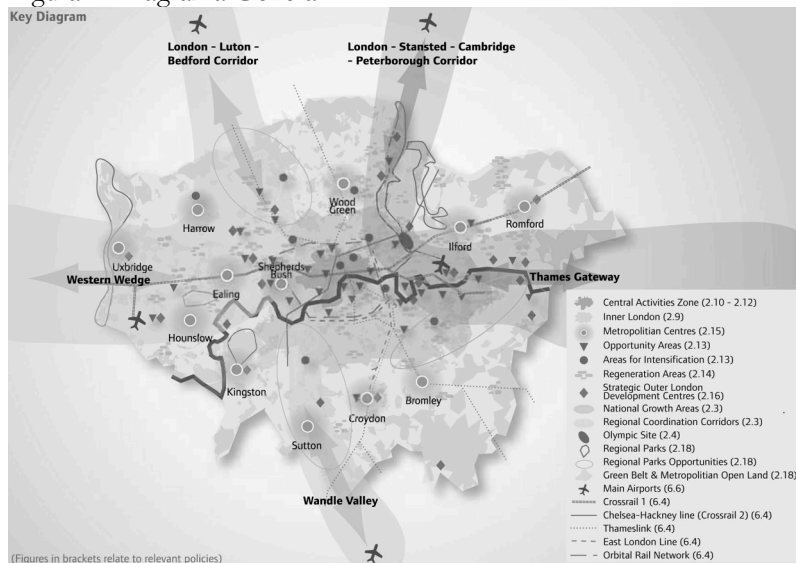 Key Diagram
London - Luton -
Bedford Corridor
London - Stansted - Cambridge
- Peterborough Corridor
Wood
Green
Harrow
Romford
Ilford
Uxbridge
Shepherds
Bush
Western Wedge
Thames Gateway
Ealing
Hounslow
Kingston
Bromley
Croydon
Sutton
Wandle Valley
Central Activities Zone (2.10 - 2.12)
Inner London (2.9)
Metropolitan Centres (2.15)
Opportunity Areas (2.13)
Areas for Intensification (2.13)
Regeneration Areas (2.14)
Strategic Outer London
Development Centres (2.16)
National Growth Areas (2.3)
Regional Coordination Corridors (2.3)
Olympic Site (2.4)
Regional Parks (2.18)
Regional Parks Opportunities (2.18)
Green Belt & Metropolitan Open Land (2.18)
Main Airports (6.6)
Crossrail 1 (6.4)
Chelsea-Hackney line (Crossrail 2) (6.4)
Thameslink (6.4)
East London Line (6.4)
Orbital Rail Network (6.4)
(Figures in brackets relate to relevant policies)